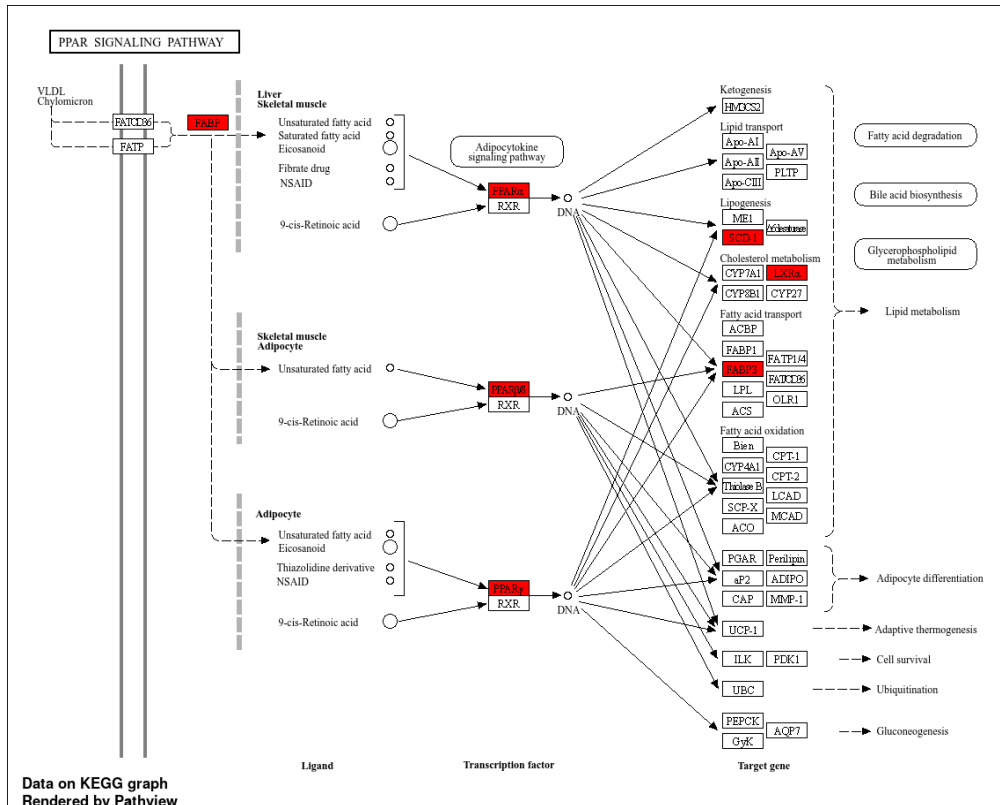 PPAR SIGNALING PATHWAY
VLDL
Chylomicron
FATCD36
FATP
FABP
Liver
Skeletal muscle
Unsaturated fatty acid
Saturated fatty acid
Eicosanoid
Fibrate drug
NSAID
9-cis-Retinoic acid
Adipocytokine
signaling pathway
PPARα
RXR
DNA
Skeletal muscle
Adipocyte
Unsaturated fatty acid
9-cis-Retinoic acid
PPARβ/δ
RXR
DNA
Adipocyte
Unsaturated fatty acid
Eicosanoid
Thiazolidine derivative
NSAID
9-cis-Retinoic acid
PPARγ
RXR
DNA
Ketogenesis
HMGCS2
Lipid transport
Apo-AI
Apo-AII
Apo-CIII
Apo-AV
PLTP
Lipogenesis
ME1
SCD-1
Δ6desaturase
Cholesterol metabolism
CYP7A1
LXRα
CYP8B1
CYP27
Fatty acid transport
ACBP
FABP1
FABP3
LPL
ACS
FATP1/4
FAT/CD36
OLR1
Fatty acid oxidation
Bien
CYP4A1
Thiolase B
SCP-X
ACO
CPT-1
CPT-2
LCAD
MCAD
PGAR
Perilipin
aP2
ADIPO
CAP
MMP-1
UCP-1
ILK
PDK1
UBC
PEPCK
GyK
AQP7
Fatty acid degradation
Bile acid biosynthesis
Glycerophospholipid
metabolism
Lipid metabolism
Adipocyte differentiation
Adaptive thermogenesis
Cell survival
Ubiquitination
Gluconeogenesis
Ligand
Transcription factor
Target gene
Data on KEGG graph
Rendered by Pathview